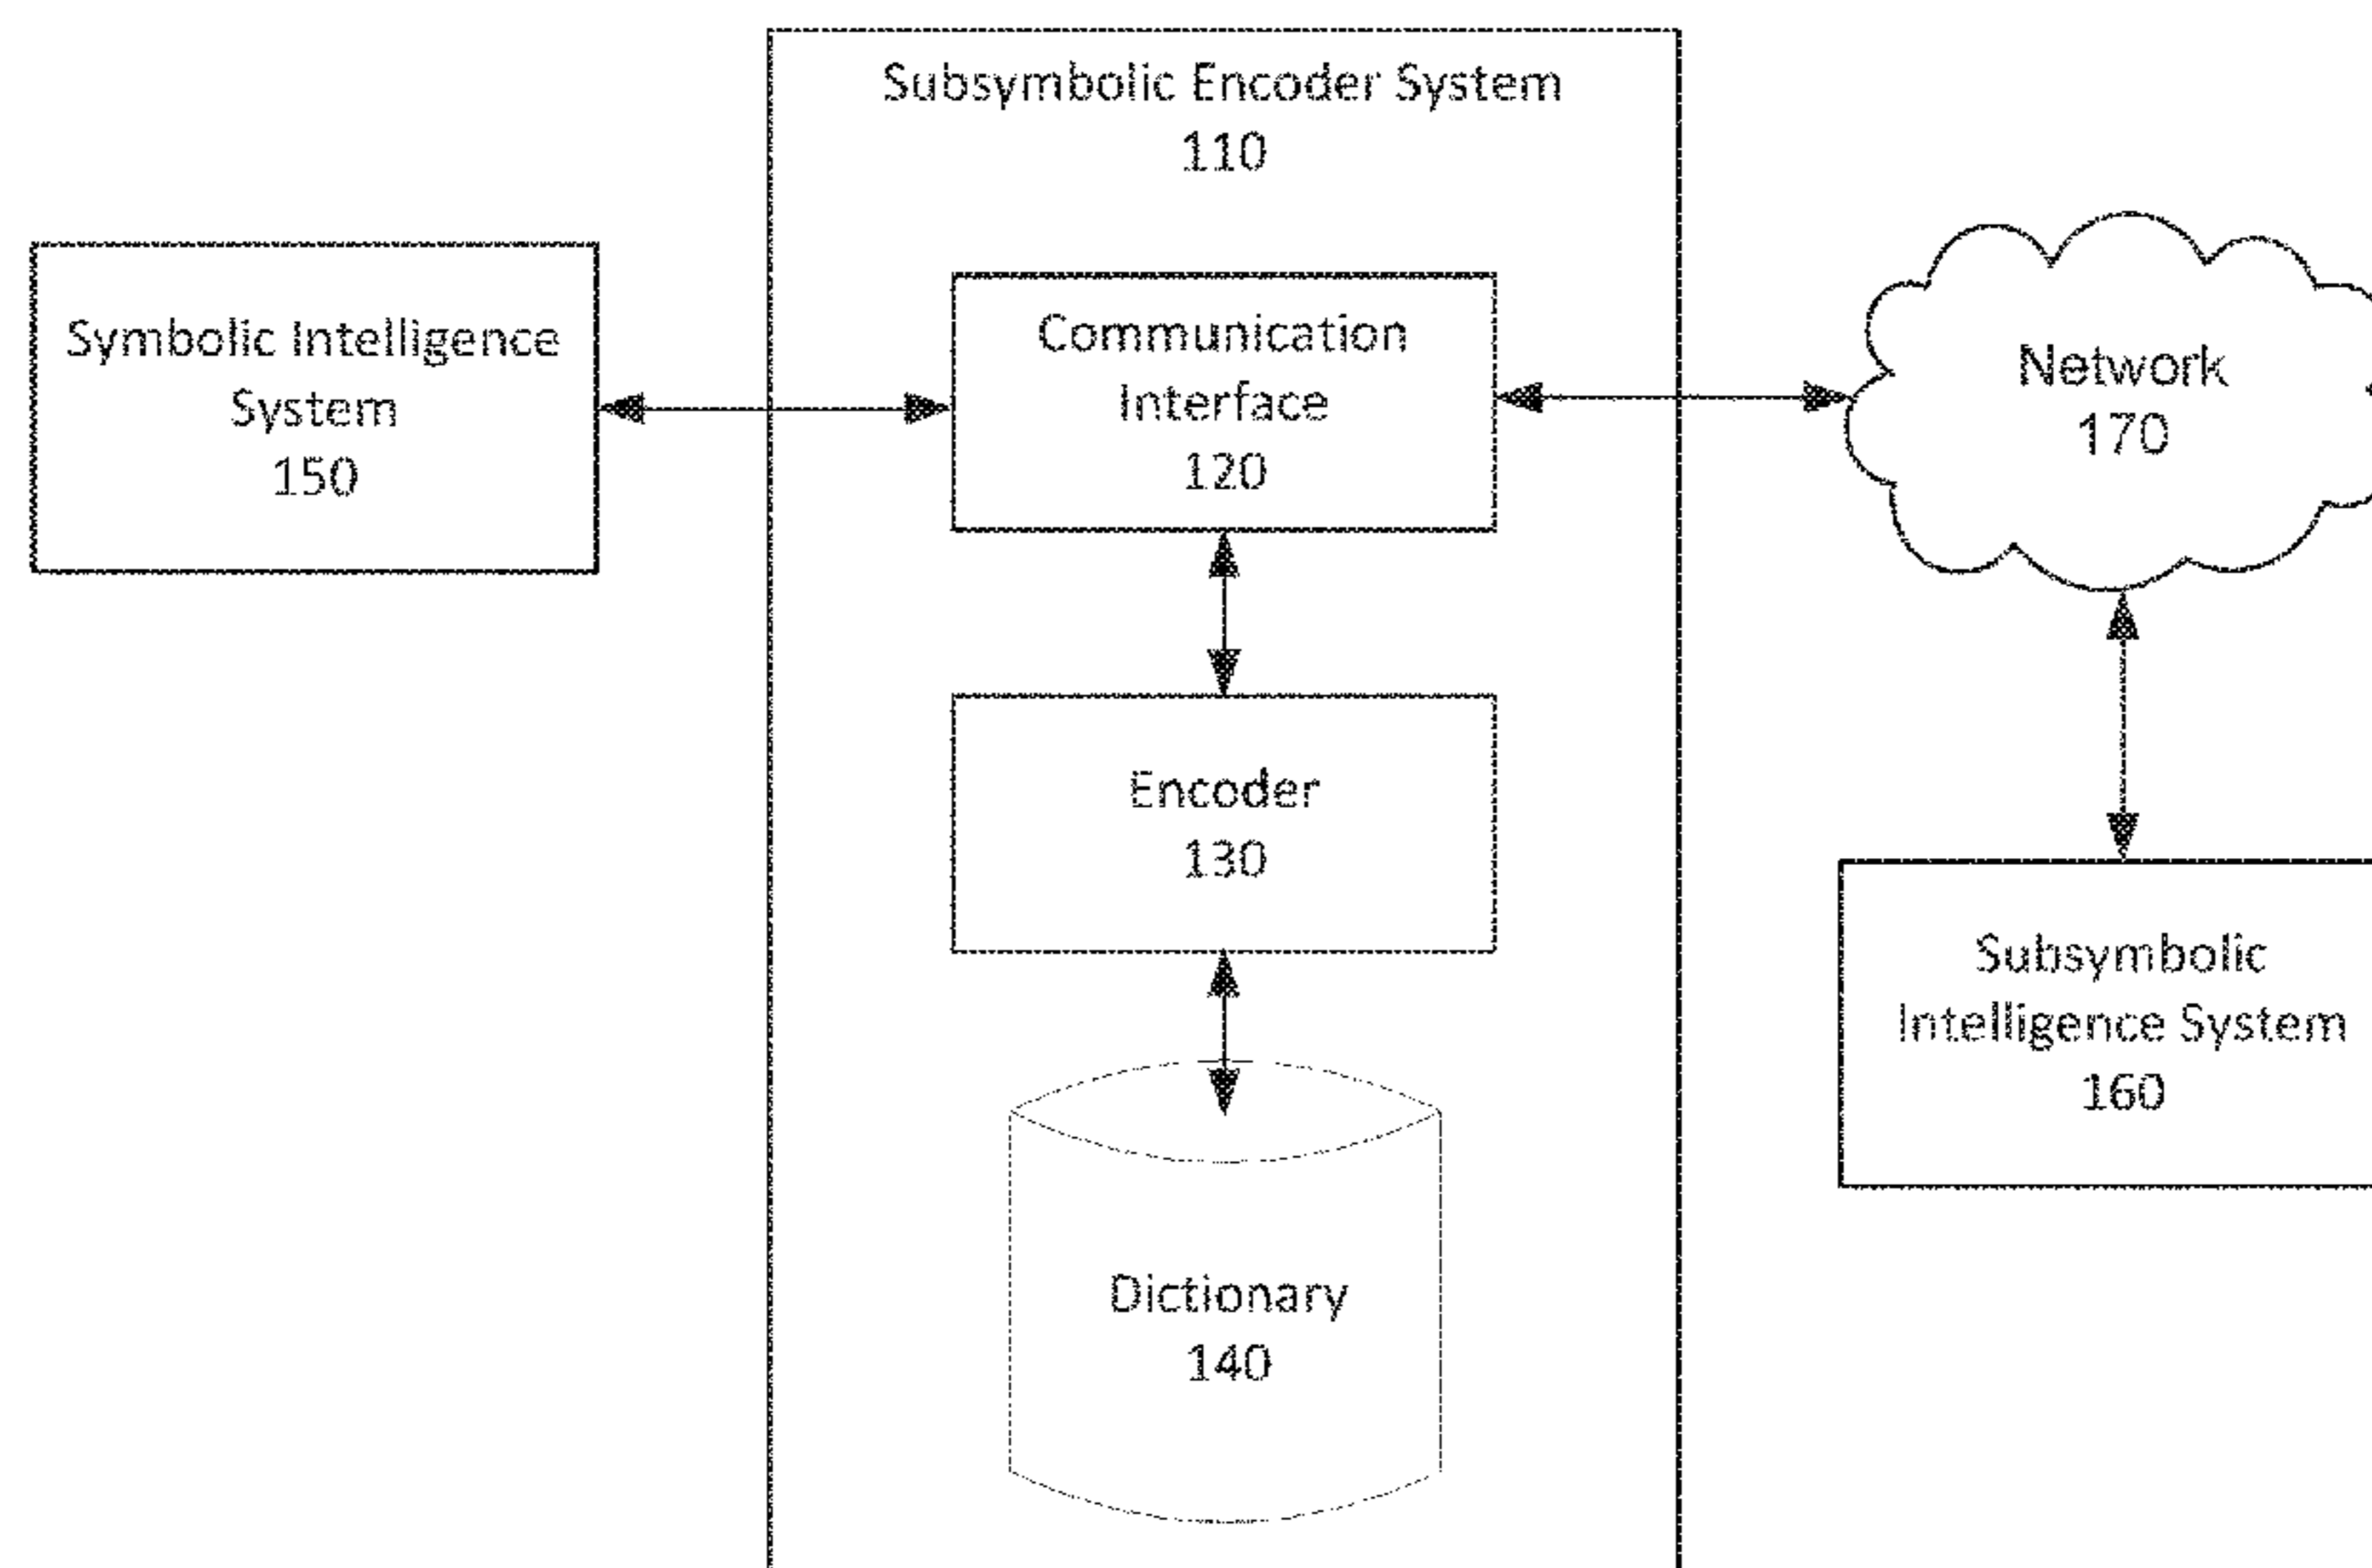 Subsymbolic Encoder System
110
Symbolic Intelligence
System
150
Communication
Interface
120
Network
170
Encoder
130
Subsymbolic
Intelligence System
160
Dictionary
140